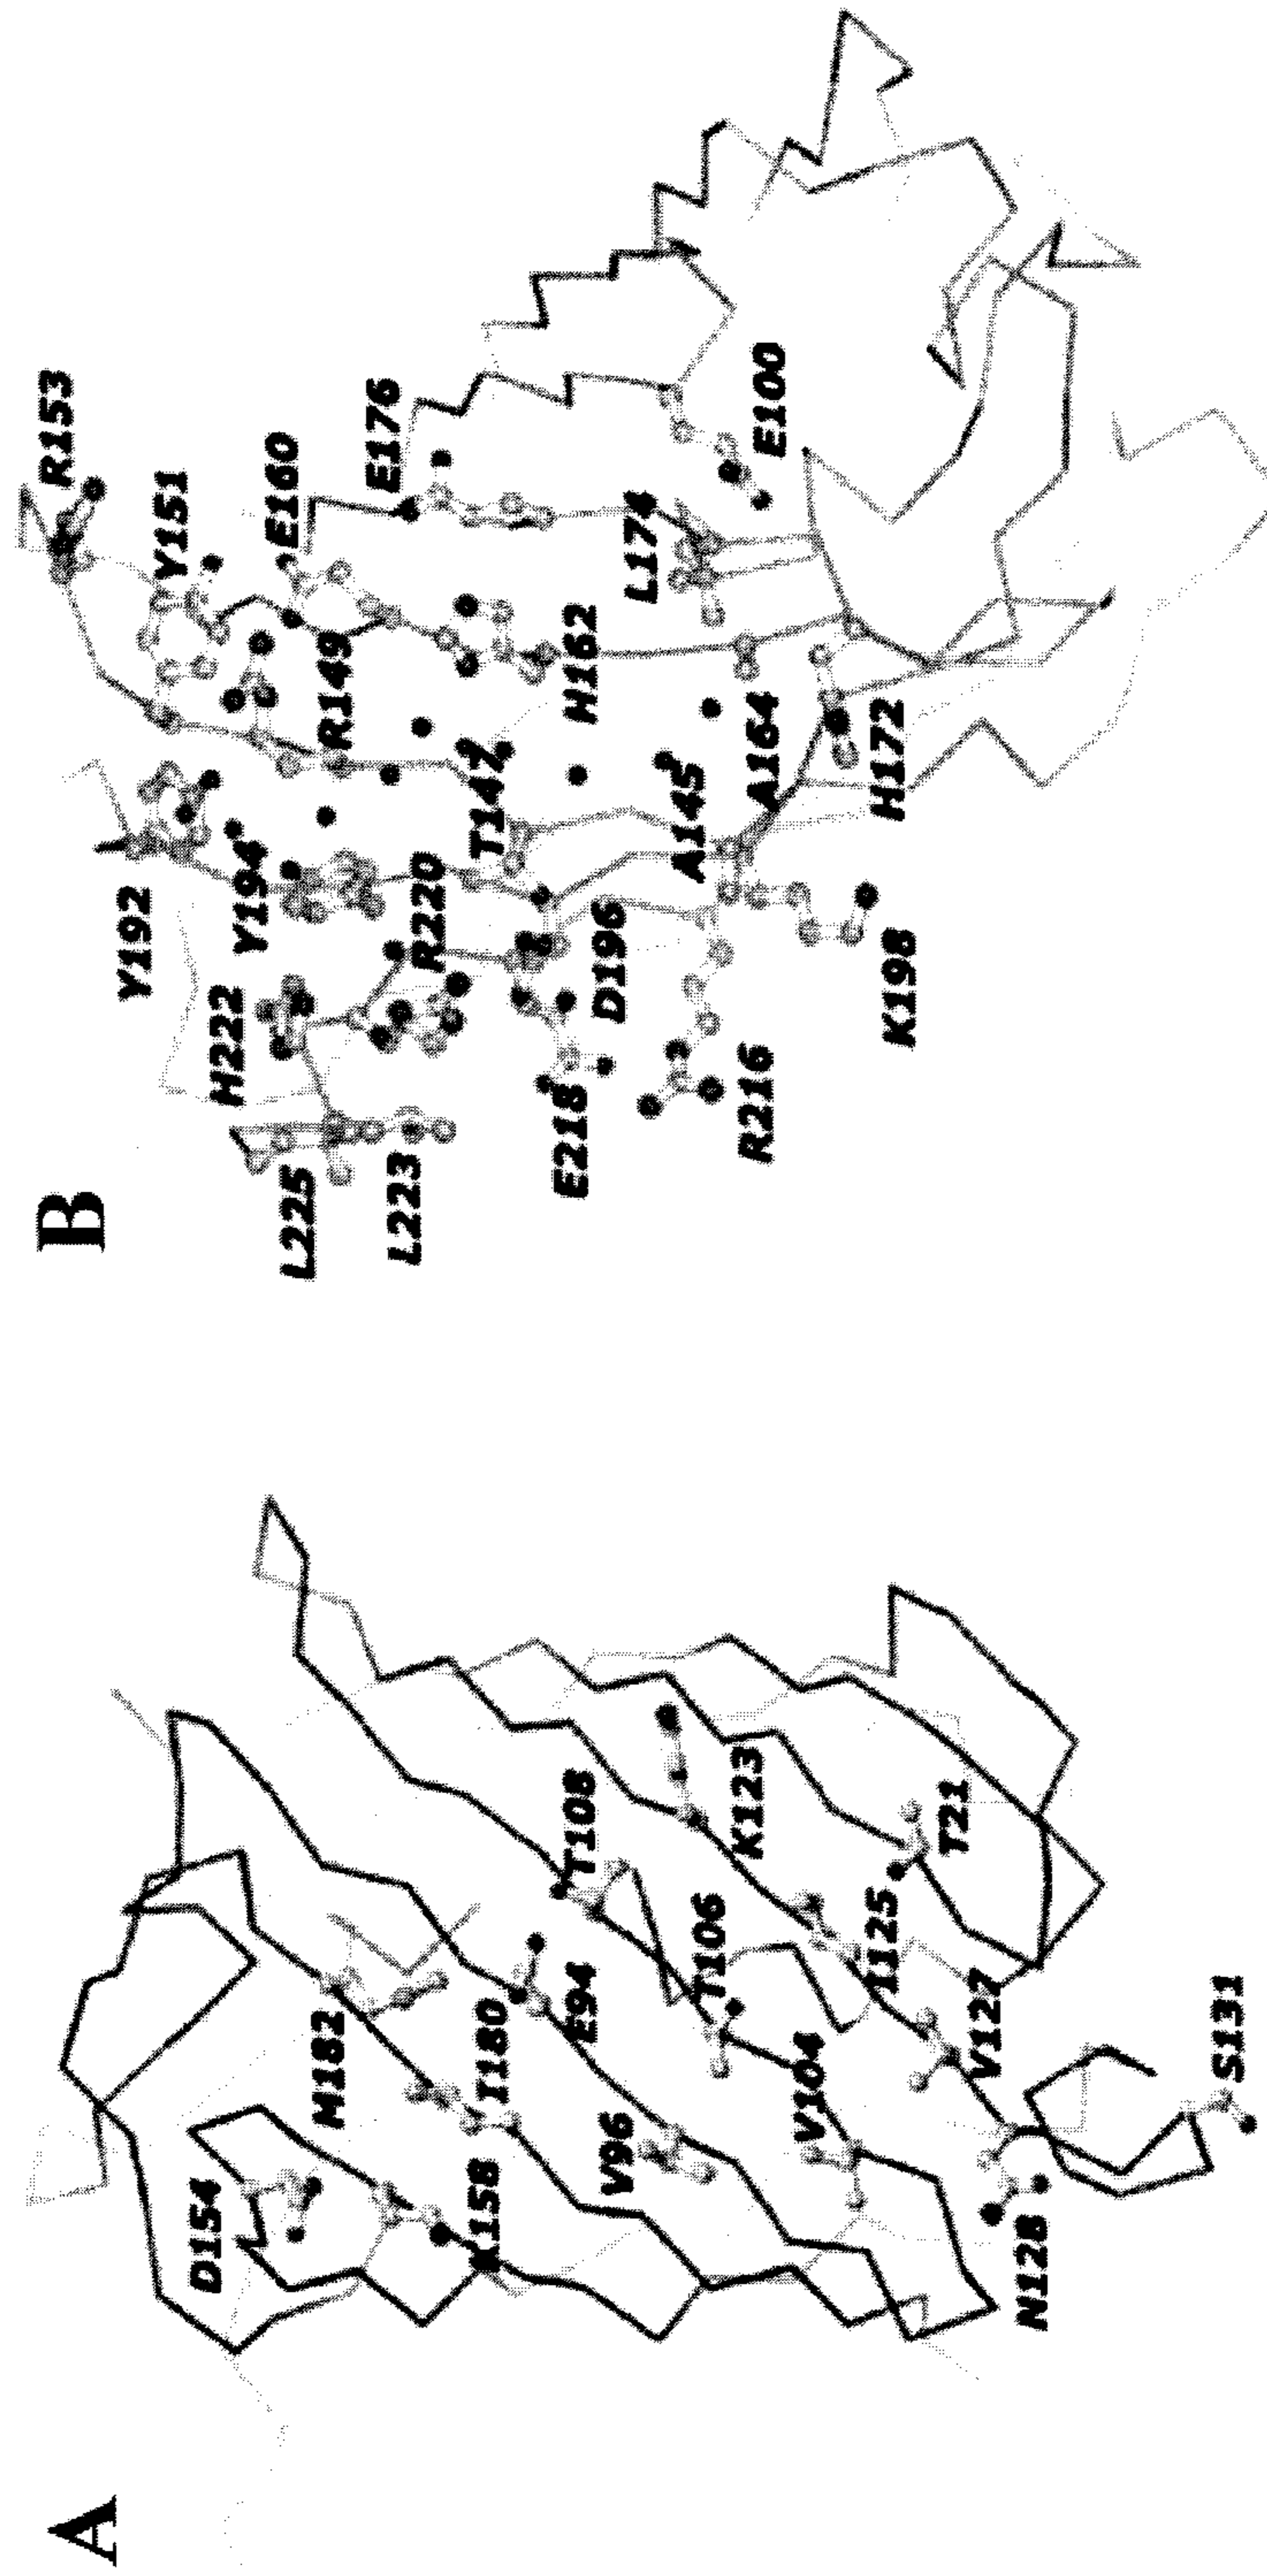 A
D154
M182
K158
I180
E94
T108
V96
T106
K123
V104
I125
T21
V127
N128
S131
B
R153
Y151
E160
E176
Y192
Y194
R149
H222
R220
T147
H162
L174
E100
L225
L223
D196
A145
A164
H172
E218
R216
K198